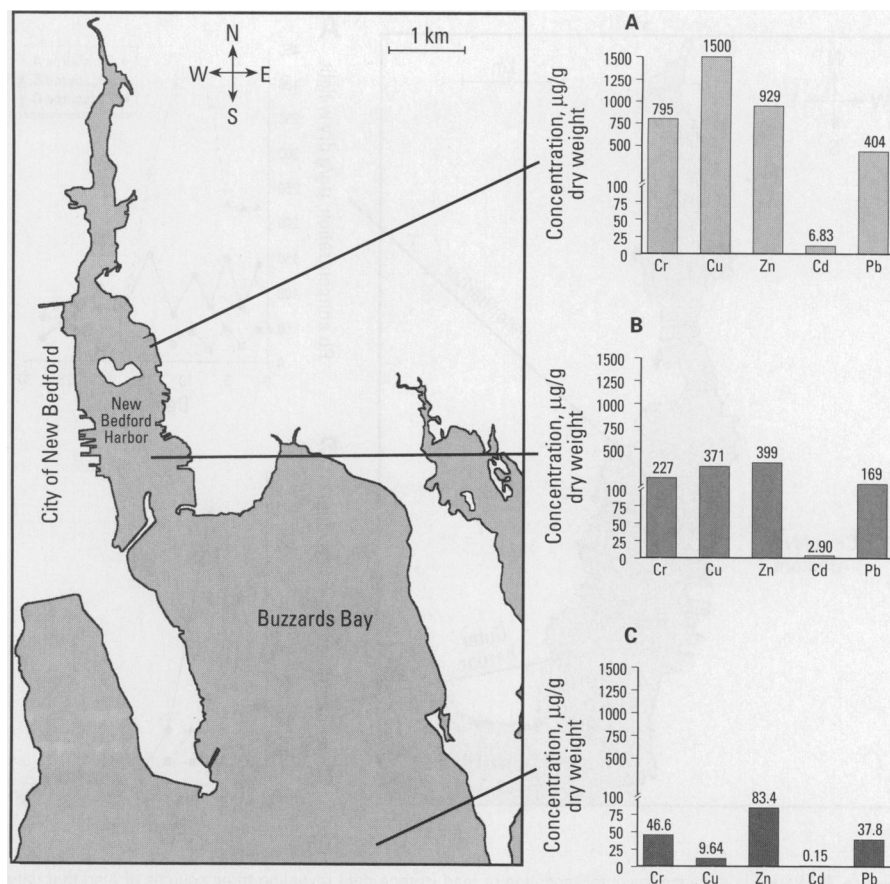 N
W E
S
1 km
City of New Bedford
New
Bedford
Harbor
Buzzards Bay
A
Concentration, µg/g
dry weight
1500
1250
1000
750
500
100
75
50
25
0
795
1500
929
6.83
404
Cr Cu Zn Cd Pb
B
Concentration, µg/g
dry weight
1500
1250
1000
750
500
100
75
50
25
0
227
371
399
2.90
169
Cr Cu Zn Cd Pb
C
Concentration, µg/g
dry weight
1500
1250
1000
750
500
100
75
50
25
0
46.6
9.64
83.4
0.15
37.8
Cr Cu Zn Cd Pb